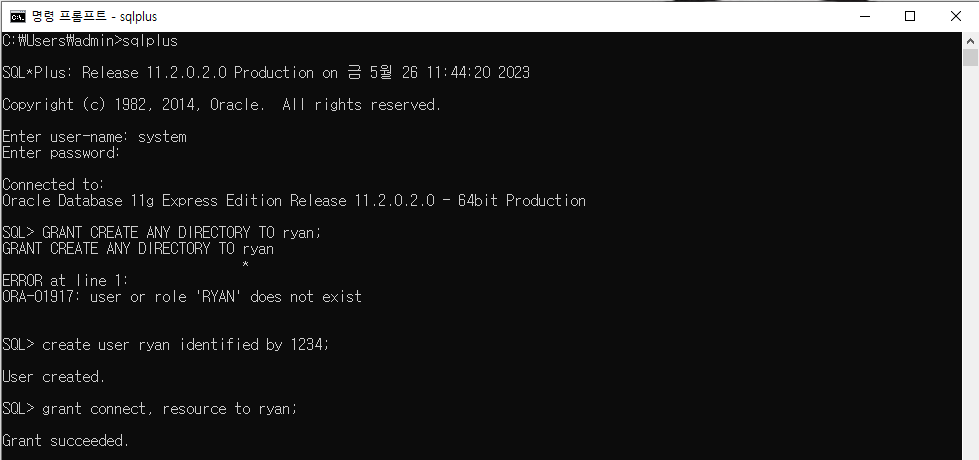 명령 프롬프트 - sqlplus
C:\Users\admin>sqlplus
SQL*Plus: Release 11.2.0.2.0 Production on 금 5월 26 11:44:20 2023
Copyright (c) 1982, 2014, Oracle.  All rights reserved.
Enter user-name: system
Enter password:
Connected to:
Oracle Database 11g Express Edition Release 11.2.0.2.0 - 64bit Production
SQL> GRANT CREATE ANY DIRECTORY TO ryan;
GRANT CREATE ANY DIRECTORY TO ryan
*
ERROR at line 1:
ORA-01917: user or role 'RYAN' does not exist
SQL> create user ryan identified by 1234;
User created.
SQL> grant connect, resource to ryan;
Grant succeeded.